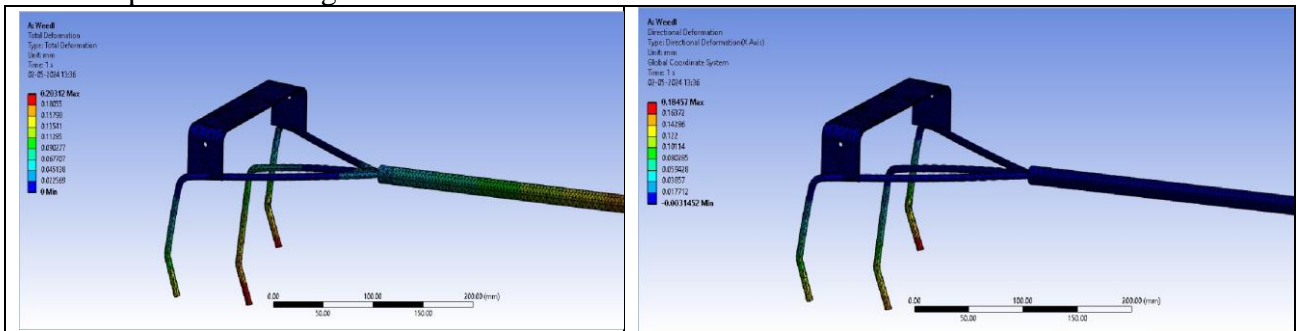 A: Weedl
Total Deformation
Type: Total Deformation
Unit: mm
Time: 1 s
02-05-2024 13:36
0.20312 Max
0.18055
0.15798
0.13541
0.11285
0.090277
0.067707
0.045138
0.022569
0 Min
0.00
100.00
200.00 (mm)
50.00
150.00
A: Weedl
Directional Deformation
Type: Directional Deformation(X Axis)
Unit: mm
Global Coordinate System
Time: 1 s
02-05-2024 13:36
0.18457 Max
0.16372
0.14286
0.122
0.10114
0.080285
0.059428
0.03857
0.017712
-0.0031452 Min
0.00
100.00
200.00 (mm)
50.00
150.00